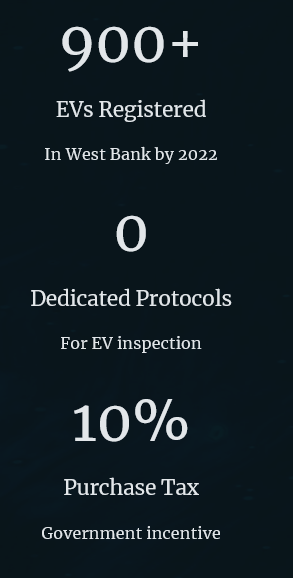 900+
EVs Registered
In West Bank by 2022
0
Dedicated Protocols
For EV inspection
10%
Purchase Tax
Government incentive